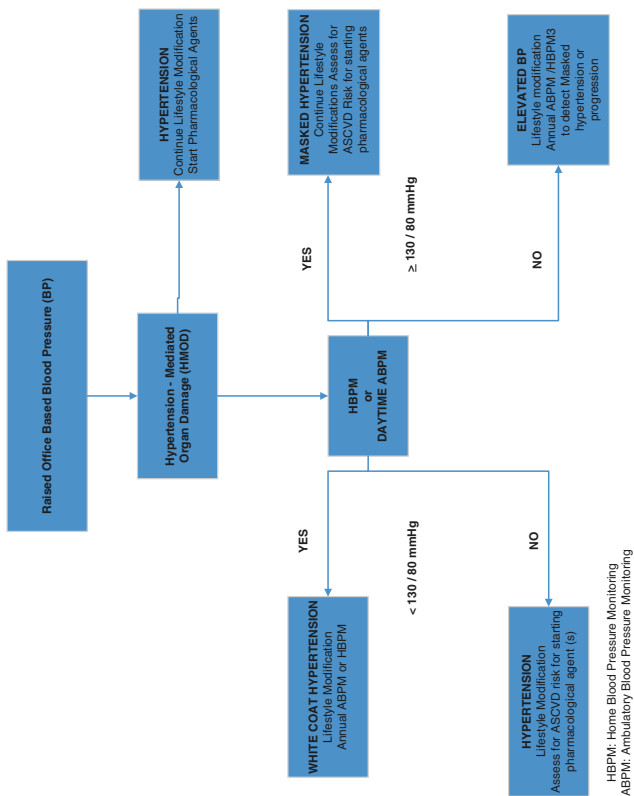 Raised Office Based Blood Pressure (BP)
Hypertension - Mediated
Organ Damage (HMOD)
HYPERTENSION
Continue Lifestyle Modification
Start Pharmacological Agents
HBPM
or
DAYTIME ABPM
YES
< 130 / 80 mmHg
NO
YES
≥ 130 / 80 mmHg
NO
WHITE COAT HYPERTENSION
Lifestyle Modification
Annual ABPM or HBPM
HYPERTENSION
Lifestyle Modification
Assess for ASCVD risk for starting
pharmacological agent (s)
MASKED HYPERTENSION
Continue Lifestyle
Modifications Assess for
ASCVD Risk for starting
pharmacological agents
ELEVATED BP
Lifestyle modification
Annual ABPM /HBPM3
to detect Masked
hypertension or
progression
HBPM: Home Blood Pressure Monitoring
ABPM: Ambulatory Blood Pressure Monitoring